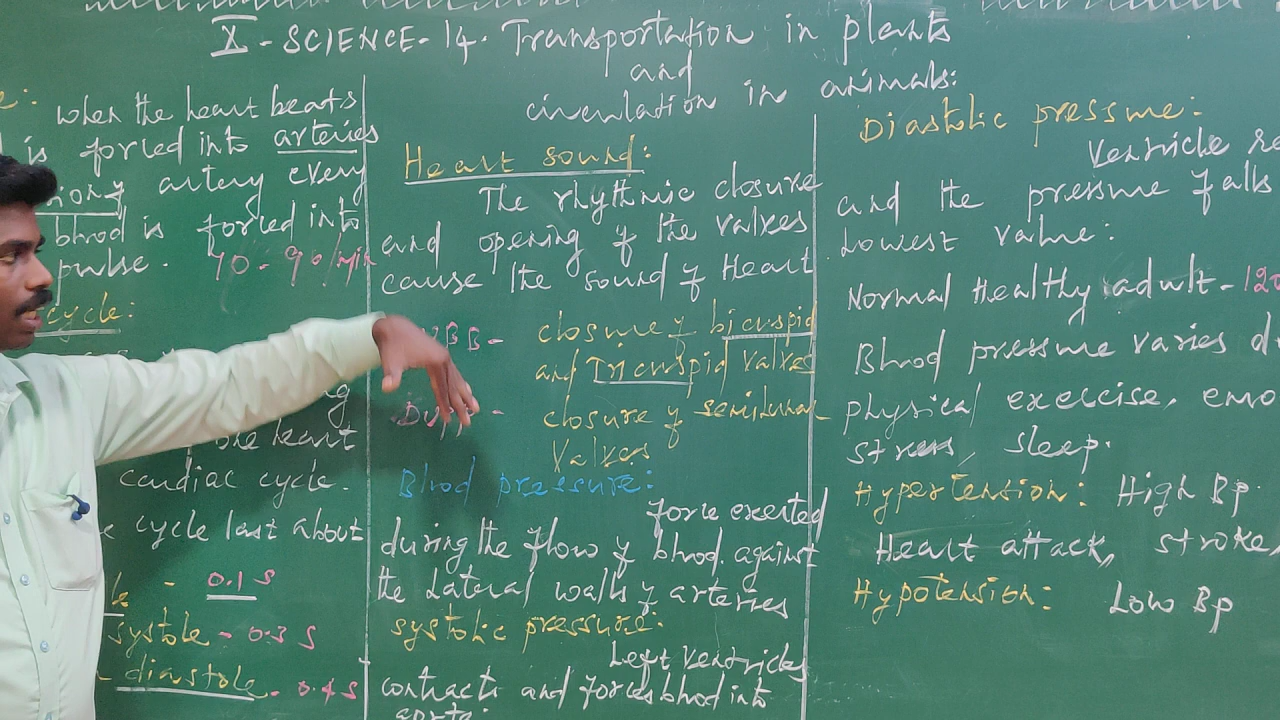 X - SCIENCE - 14. Transportation in plants
and
circulation in animals:
e:
when the heart beats
is forced into arteries
artery every
blood is forced into
pulse. 70 - 90/min
cycle:
the heart
cardiac cycle.
cycle last about
- 0.1 s
systole - 0.3 s
diastole - 0.4 s
Heart sound:
The rhythmic closure
and opening of the valves
cause the sound of Heart.
closure of bicuspid
and Tricuspid valves
closure of semilunar
Valves
Blood pressure:
force exerted
during the flow of blood against
the Lateral walls of arteries
systolic pressure:
Left Ventricles
contracts and forces blood into
aorta:
Diastolic pressure:
Ventricle re
and the pressure falls
Lowest value:
Normal Healthy adult - 120
Blood pressure varies d
physical exercise, emo
stress, sleep.
Hypertension: High Bp.
Heart attack, stroke,
Hypotension: Low Bp